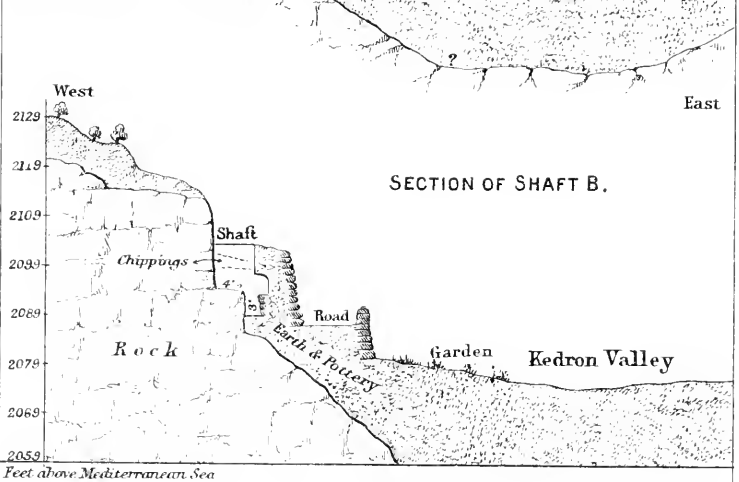 ?
West
East
2129
2119
2109
2099
2089
2079
2069
2059
SECTION OF SHAFT B.
Shaft
Chippings
4'
3'
Road
Rock
Earth & Pottery
Garden
Kedron Valley
Feet above Mediterranean Sea